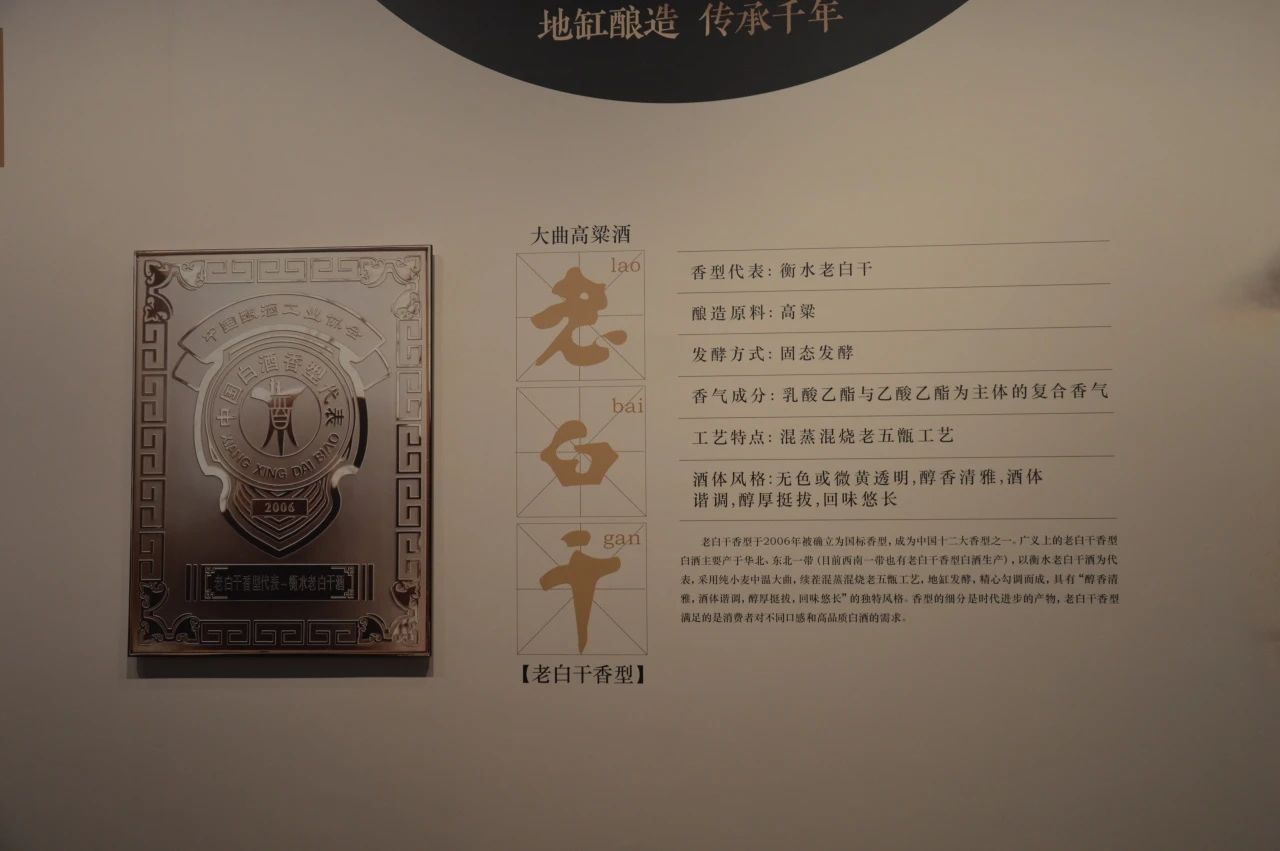 地缸酿造 传承千年
中国酿酒工业协会
中国白酒香型代表
XIANG XING DAI BIAO
2006
老白干香型代表-衡水老白干酒
大曲高粱酒
lao
老
bai
白
gan
干
【老白干香型】
香型代表:衡水老白干
酿造原料:高粱
发酵方式:固态发酵
香气成分:乳酸乙酯与乙酸乙酯为主体的复合香气
工艺特点:混蒸混烧老五甑工艺
酒体风格:无色或微黄透明,醇香清雅,酒体
谐调,醇厚挺拔,回味悠长
老白干香型于2006年被确立为国标香型,成为中国十二大香型之一。广义上的老白干香型
白酒主要产于华北、东北一带(目前西南一带也有老白干香型白酒生产),以衡水老白干酒为代
表,采用纯小麦中温大曲,续茬混蒸混烧老五甑工艺,地缸发酵,精心勾调而成,具有“醇香清
雅,酒体谐调,醇厚挺拔,回味悠长”的独特风格。香型的细分是时代进步的产物,老白干香型
满足的是消费者对不同口感和高品质白酒的需求。